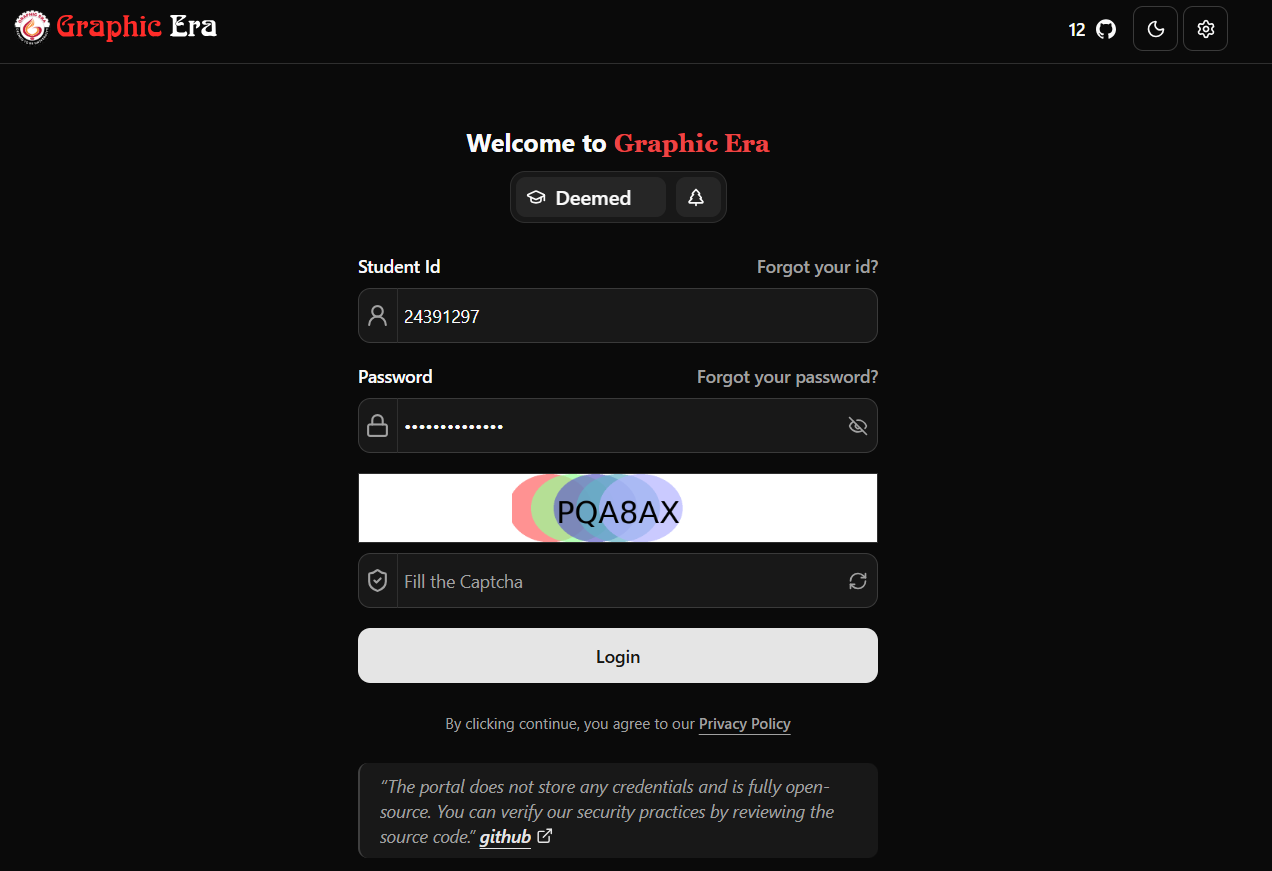 Graphic Era
12
Welcome to Graphic Era
Deemed
Student Id
Forgot your id?
24391297
Password
Forgot your password?
••••••••••••••
PQA8AX
Fill the Captcha
Login
By clicking continue, you agree to our Privacy Policy
“The portal does not store any credentials and is fully open-
source. You can verify our security practices by reviewing the
source code.” github